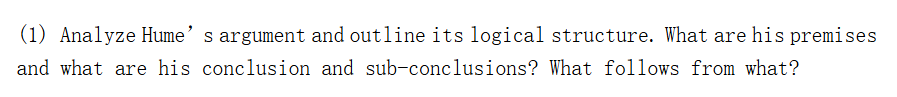 (1) Analyze Hume’s argument and outline its logical structure. What are his premises
and what are his conclusion and sub-conclusions? What follows from what?